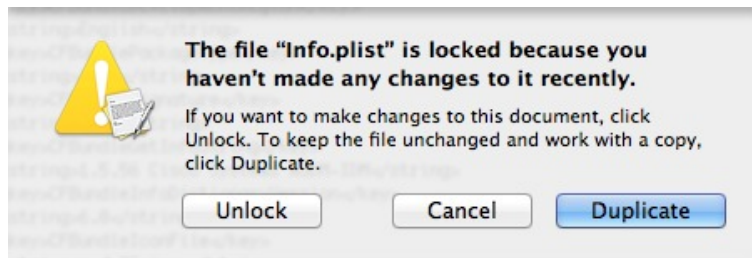 The file “Info.plist” is locked because you
haven’t made any changes to it recently.
If you want to make changes to this document, click
Unlock. To keep the file unchanged and work with a copy,
click Duplicate.
Unlock Cancel Duplicate